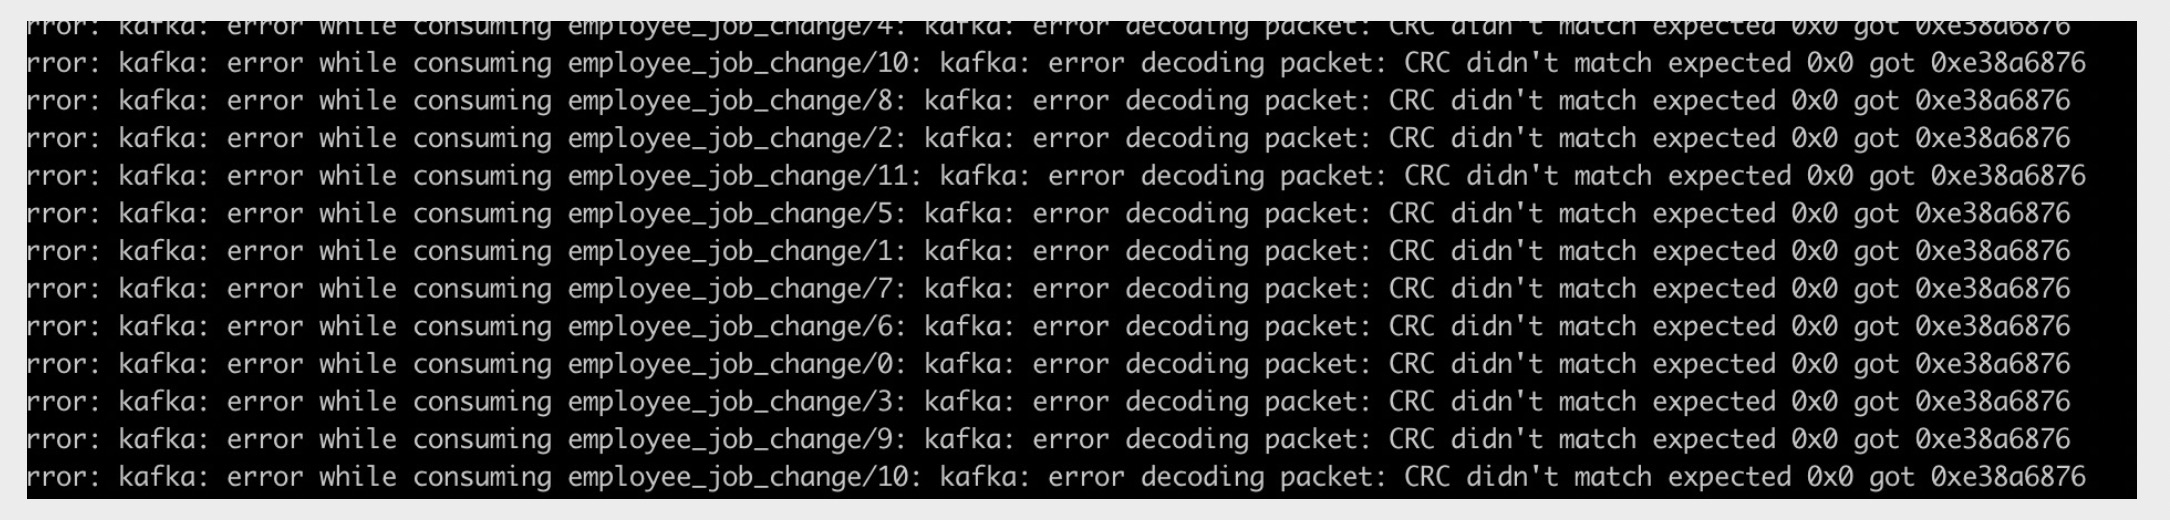 rror: kafka: error while consuming employee_job_change/4: kafka: error decoding packet: CRC didn't match expected 0x0 got 0xe38a6876
rror: kafka: error while consuming employee_job_change/10: kafka: error decoding packet: CRC didn't match expected 0x0 got 0xe38a6876
rror: kafka: error while consuming employee_job_change/8: kafka: error decoding packet: CRC didn't match expected 0x0 got 0xe38a6876
rror: kafka: error while consuming employee_job_change/2: kafka: error decoding packet: CRC didn't match expected 0x0 got 0xe38a6876
rror: kafka: error while consuming employee_job_change/11: kafka: error decoding packet: CRC didn't match expected 0x0 got 0xe38a6876
rror: kafka: error while consuming employee_job_change/5: kafka: error decoding packet: CRC didn't match expected 0x0 got 0xe38a6876
rror: kafka: error while consuming employee_job_change/1: kafka: error decoding packet: CRC didn't match expected 0x0 got 0xe38a6876
rror: kafka: error while consuming employee_job_change/7: kafka: error decoding packet: CRC didn't match expected 0x0 got 0xe38a6876
rror: kafka: error while consuming employee_job_change/6: kafka: error decoding packet: CRC didn't match expected 0x0 got 0xe38a6876
rror: kafka: error while consuming employee_job_change/0: kafka: error decoding packet: CRC didn't match expected 0x0 got 0xe38a6876
rror: kafka: error while consuming employee_job_change/3: kafka: error decoding packet: CRC didn't match expected 0x0 got 0xe38a6876
rror: kafka: error while consuming employee_job_change/9: kafka: error decoding packet: CRC didn't match expected 0x0 got 0xe38a6876
rror: kafka: error while consuming employee_job_change/10: kafka: error decoding packet: CRC didn't match expected 0x0 got 0xe38a6876